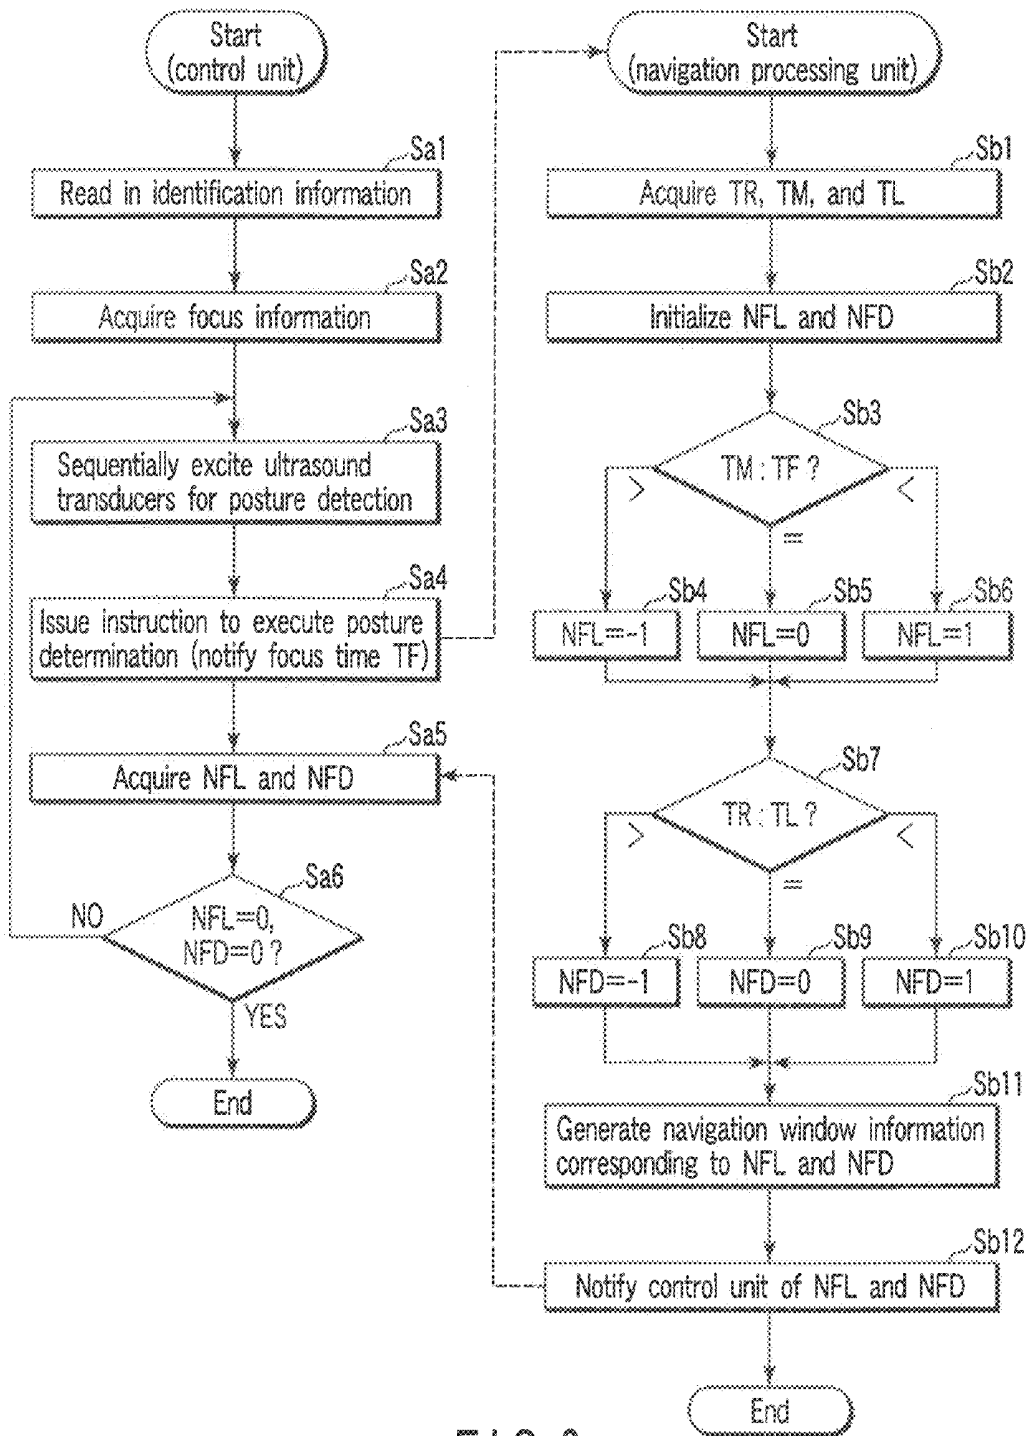 Start
(control unit)
Sa1
Read in identification information
Sa2
Acquire focus information
Sa3
Sequentially excite ultrasound
transducers for posture detection
Sa4
Issue instruction to execute posture
determination (notify focus time TF)
Sa5
Acquire NFL and NFD
Sa6
NFL=0,
NFD=0?
NO
YES
End
Start
(navigation processing unit)
Sb1
Acquire TR, TM, and TL
Sb2
Initialize NFL and NFD
Sb3
TM : TF ?
>
=
<
Sb4
NFL=-1
Sb5
NFL=0
Sb6
NFL=1
Sb7
TR : TL ?
>
=
<
Sb8
NFD=-1
Sb9
NFD=0
Sb10
NFD=1
Sb11
Generate navigation window information
corresponding to NFL and NFD
Sb12
Notify control unit of NFL and NFD
End